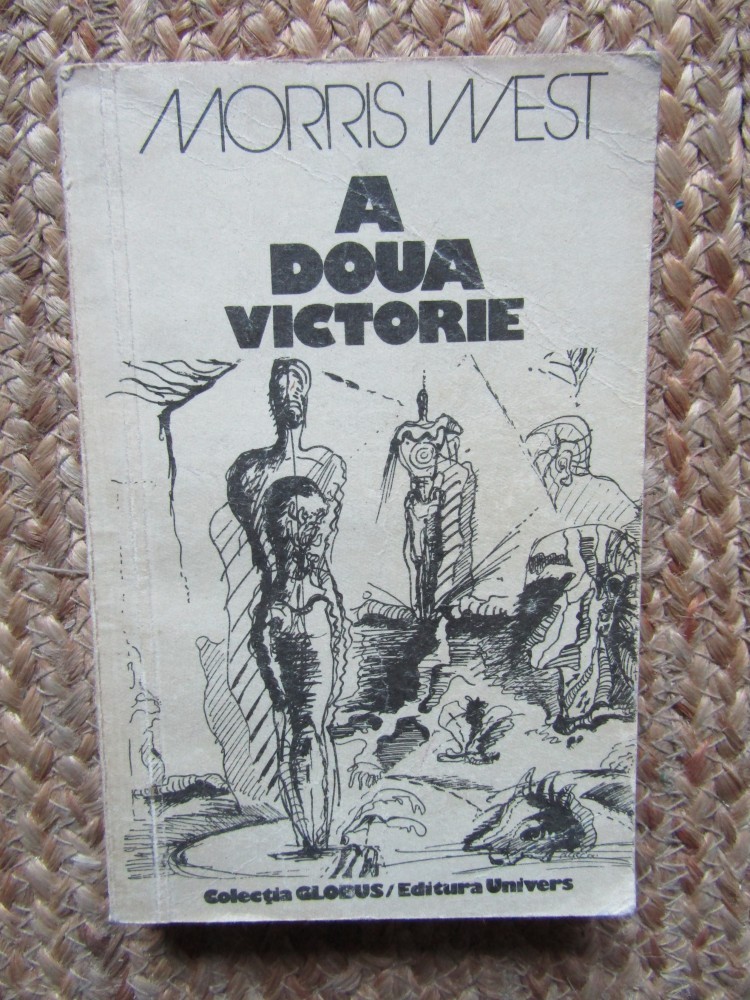 MORRIS WEST
A
DOUA
VICTORIE
Colecția GLOBUS/Editura Univers